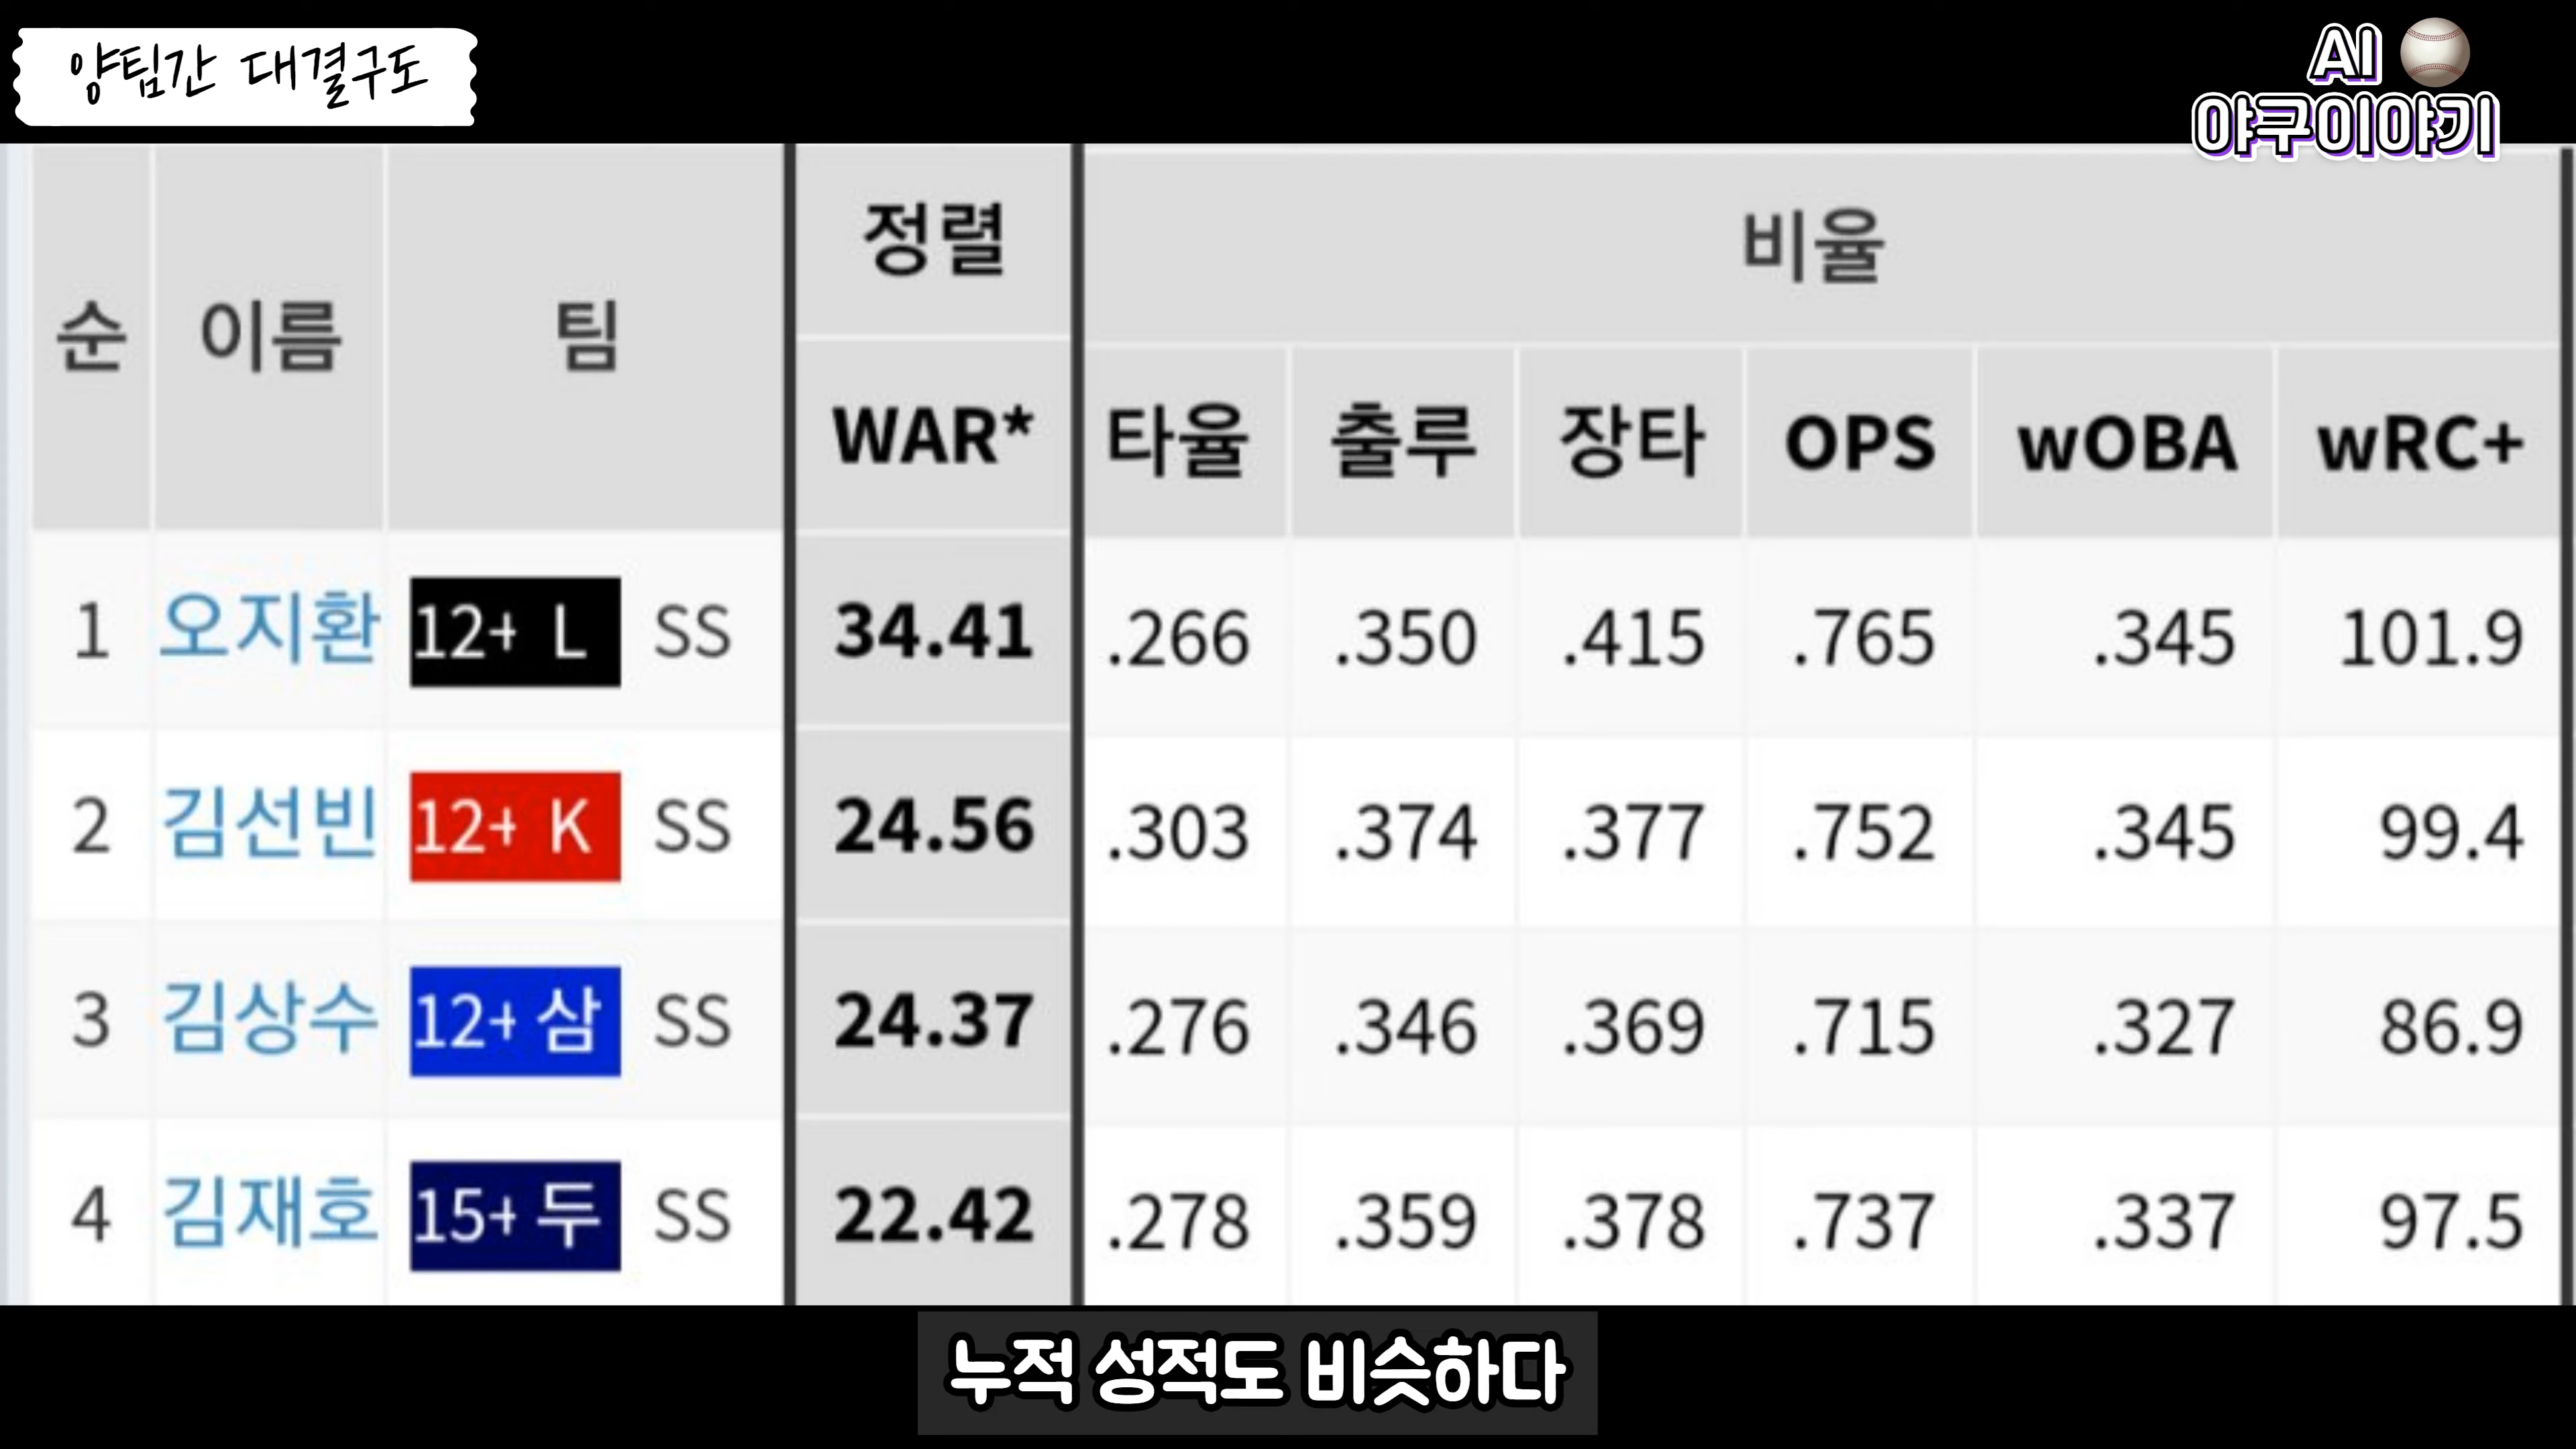 양팀간 대결구도
AI
야구이야기
순 이름 팀 정렬 비율
WAR* 타율 출루 장타 OPS wOBA wRC+
1 오지환 12+ L SS 34.41 .266 .350 .415 .765 .345 101.9
2 김선빈 12+ K SS 24.56 .303 .374 .377 .752 .345 99.4
3 김상수 12+ 삼 SS 24.37 .276 .346 .369 .715 .327 86.9
4 김재호 15+ 두 SS 22.42 .278 .359 .378 .737 .337 97.5
누적 성적도 비슷하다